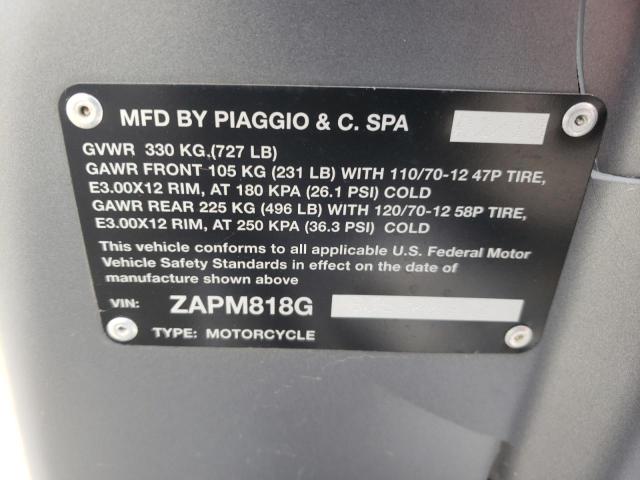 MFD BY PIAGGIO & C. SPA
GVWR 330 KG.(727 LB)
GAWR FRONT 105 KG (231 LB) WITH 110/70-12 47P TIRE,
E3.00X12 RIM, AT 180 KPA (26.1 PSI) COLD
GAWR REAR 225 KG (496 LB) WITH 120/70-12 58P TIRE,
E3.00X12 RIM, AT 250 KPA (36.3 PSI) COLD
This vehicle conforms to all applicable U.S. Federal Motor
Vehicle Safety Standards in effect on the date of
manufacture shown above
VIN: ZAPM818G
TYPE: MOTORCYCLE